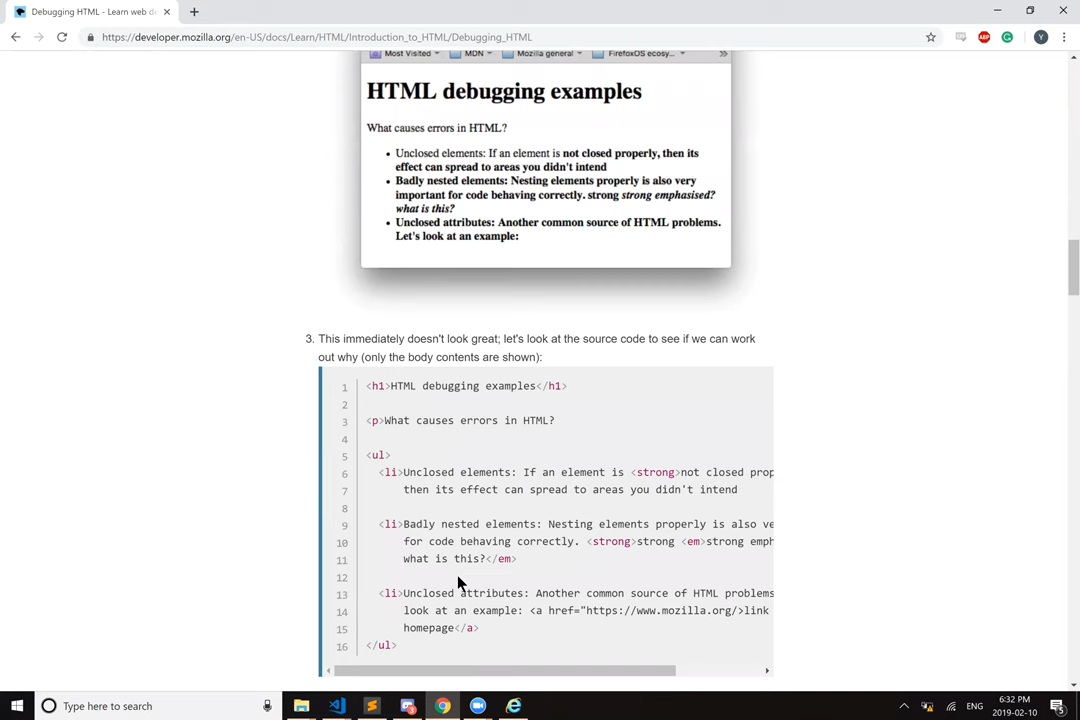 Debugging HTML - Learn web d
https://developer.mozilla.org/en-US/docs/Learn/HTML/Introduction_to_HTML/Debugging_HTML
ABP
Y
Most Visited
MDN
Mozilla general
FirefoxOS ecosy...
HTML debugging examples
What causes errors in HTML?
• Unclosed elements: If an element is not closed properly, then its
effect can spread to areas you didn't intend
• Badly nested elements: Nesting elements properly is also very
important for code behaving correctly. strong strong emphasised?
what is this?
• Unclosed attributes: Another common source of HTML problems.
Let's look at an example:
3. This immediately doesn't look great; let's look at the source code to see if we can work
out why (only the body contents are shown):
1 <h1>HTML debugging examples</h1>
2
3 <p>What causes errors in HTML?
4
5 <ul>
6 <li>Unclosed elements: If an element is <strong>not closed prop
7 then its effect can spread to areas you didn't intend
8
9 <li>Badly nested elements: Nesting elements properly is also ve
10 for code behaving correctly. <strong>strong <em>strong emph
11 what is this?</em>
12
13 <li>Unclosed attributes: Another common source of HTML problems
14 look at an example: <a href="https://www.mozilla.org/>link
15 homepage</a>
16 </ul>
Type here to search
ENG
6:32 PM
2019-02-10
5